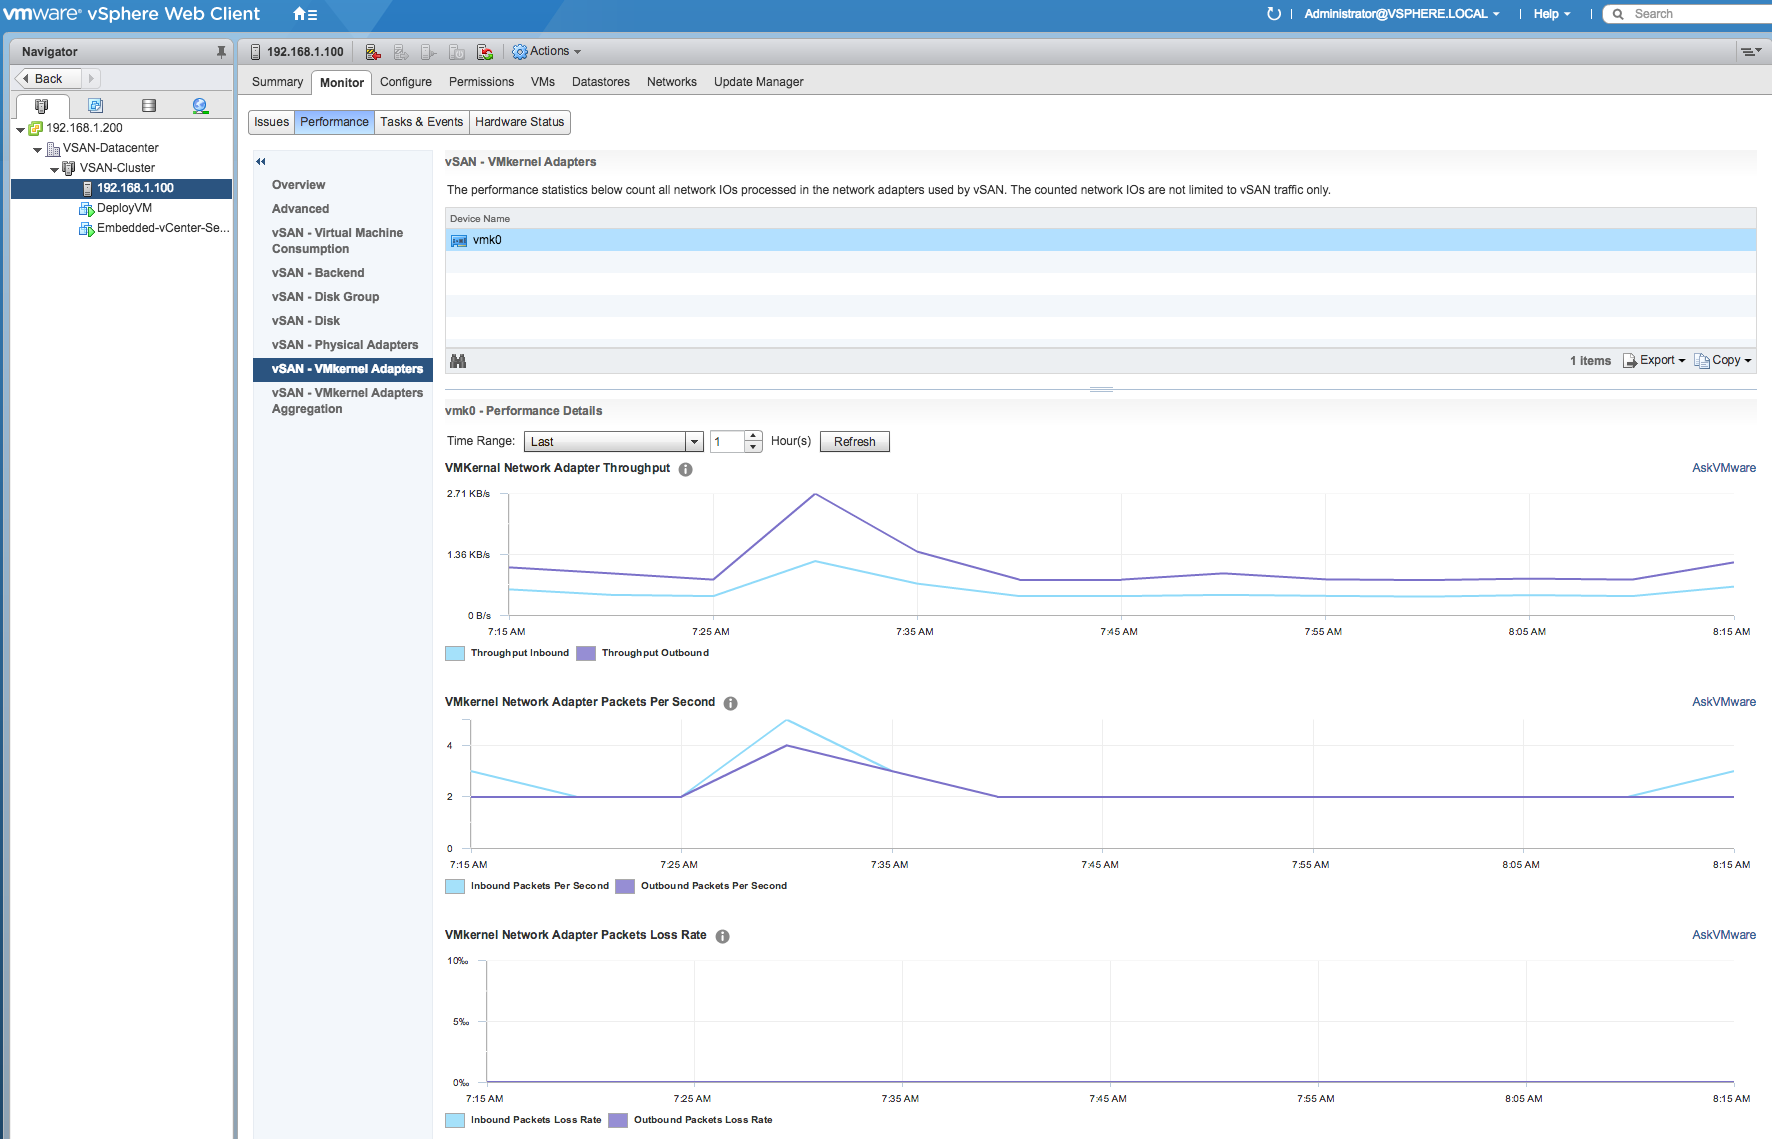 vmware® vSphere Web Client
Administrator@VSPHERE.LOCAL
Help
Search
Navigator
Back
192.168.1.200
VSAN-Datacenter
VSAN-Cluster
192.168.1.100
DeployVM
Embedded-vCenter-Se...
192.168.1.100
Actions
Summary Monitor Configure Permissions VMs Datastores Networks Update Manager
Issues Performance Tasks & Events Hardware Status
Overview
Advanced
vSAN - Virtual Machine
Consumption
vSAN - Backend
vSAN - Disk Group
vSAN - Disk
vSAN - Physical Adapters
vSAN - VMkernel Adapters
vSAN - VMkernel Adapters
Aggregation
vSAN - VMkernel Adapters
The performance statistics below count all network IOs processed in the network adapters used by vSAN. The counted network IOs are not limited to vSAN traffic only.
Device Name
vmk0
1 items Export Copy
vmk0 - Performance Details
Time Range: Last 1 Hour(s) Refresh
VMKernal Network Adapter Throughput AskVMware
2.71 KB/s
1.36 KB/s
0 B/s
7:15 AM 7:25 AM 7:35 AM 7:45 AM 7:55 AM 8:05 AM 8:15 AM
Throughput Inbound Throughput Outbound
VMkernel Network Adapter Packets Per Second AskVMware
4
2
0
7:15 AM 7:25 AM 7:35 AM 7:45 AM 7:55 AM 8:05 AM 8:15 AM
Inbound Packets Per Second Outbound Packets Per Second
VMkernel Network Adapter Packets Loss Rate AskVMware
10‰
5‰
0‰
7:15 AM 7:25 AM 7:35 AM 7:45 AM 7:55 AM 8:05 AM 8:15 AM
Inbound Packets Loss Rate Outbound Packets Loss Rate